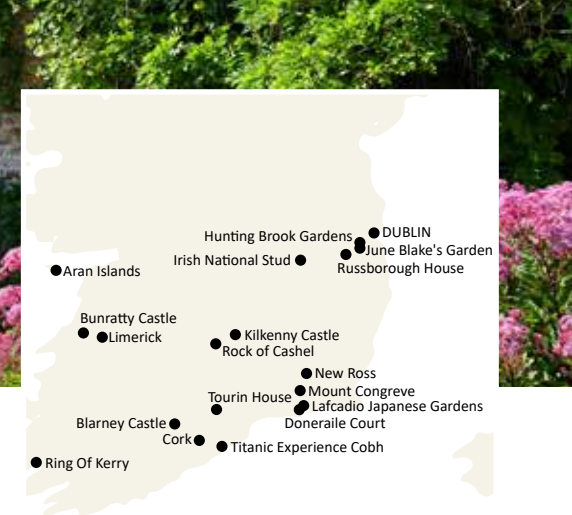 DUBLIN
Hunting Brook Gardens
June Blake's Garden
Irish National Stud
Russborough House
Aran Islands
Bunratty Castle
Limerick
Kilkenny Castle
Rock of Cashel
New Ross
Mount Congreve
Tourin House
Lafcadio Japanese Gardens
Doneraile Court
Blarney Castle
Cork
Titanic Experience Cobh
Ring Of Kerry